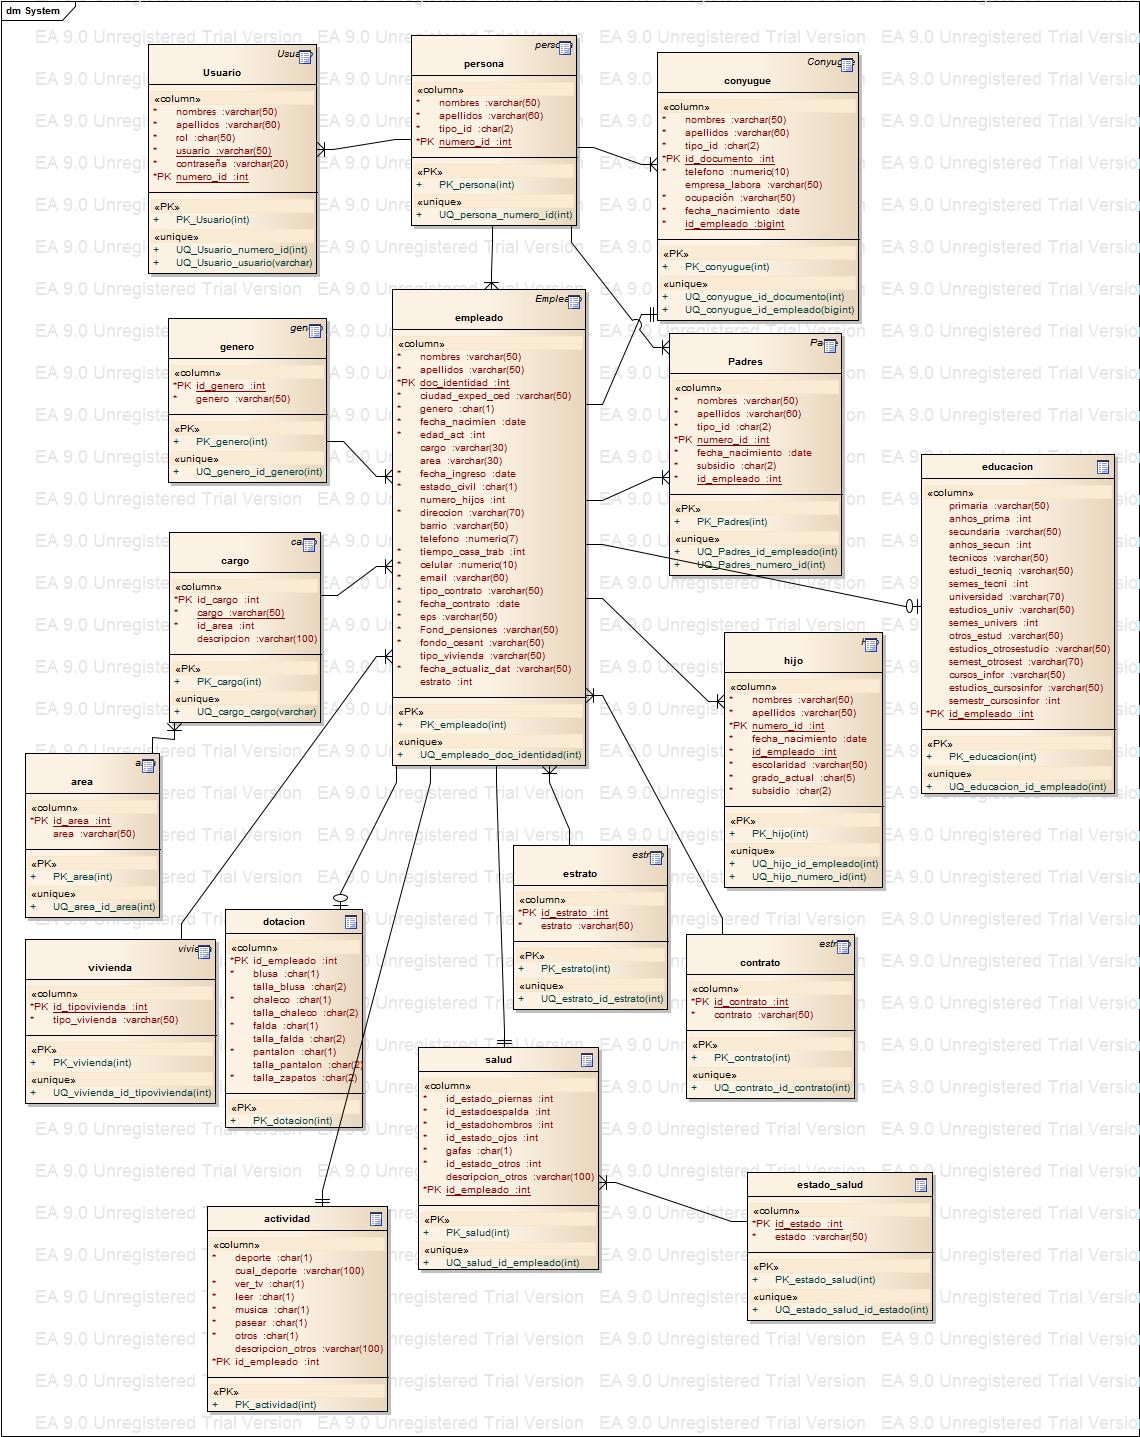 dm System
EA 9.0 Unregistered Trial Version
Usuario
«column»
* nombres :varchar(50)
* apellidos :varchar(60)
* rol :char(50)
* usuario :varchar(50)
* contraseña :varchar(20)
*PK numero_id :int
«PK»
+ PK_Usuario(int)
«unique»
+ UQ_Usuario_numero_id(int)
+ UQ_Usuario_usuario(varchar)
persona
«column»
* nombres :varchar(50)
* apellidos :varchar(60)
* tipo_id :char(2)
*PK numero_id :int
«PK»
+ PK_persona(int)
«unique»
+ UQ_persona_numero_id(int)
conyugue
«column»
* nombres :varchar(50)
* apellidos :varchar(60)
* tipo_id :char(2)
*PK id_documento :int
* telefono :numeric(10)
empresa_labora :varchar(50)
* ocupación :varchar(50)
* fecha_nacimiento :date
* id_empleado :bigint
«PK»
+ PK_conyugue(int)
«unique»
+ UQ_conyugue_id_documento(int)
+ UQ_conyugue_id_empleado(bigint)
genero
«column»
*PK id_genero :int
* genero :varchar(50)
«PK»
+ PK_genero(int)
«unique»
+ UQ_genero_id_genero(int)
empleado
«column»
* nombres :varchar(50)
* apellidos :varchar(50)
*PK doc_identidad :int
* ciudad_exped_ced :varchar(50)
* genero :char(1)
* fecha_nacimien :date
* edad_act :int
cargo :varchar(30)
area :varchar(30)
* fecha_ingreso :date
* estado_civil :char(1)
numero_hijos :int
* direccion :varchar(70)
barrio :varchar(50)
telefono :numeric(7)
* tiempo_casa_trab :int
* celular :numeric(10)
email :varchar(60)
* tipo_contrato :varchar(50)
* fecha_contrato :date
* eps :varchar(50)
* Fond_pensiones :varchar(50)
* fondo_cesant :varchar(50)
* tipo_vivienda :varchar(50)
* fecha_actualiz_dat :varchar(50)
estrato :int
«PK»
+ PK_empleado(int)
«unique»
+ UQ_empleado_doc_identidad(int)
Padres
«column»
* nombres :varchar(50)
* apellidos :varchar(60)
* tipo_id :char(2)
*PK numero_id :int
* fecha_nacimiento :date
* subsidio :char(2)
* id_empleado :int
«PK»
+ PK_Padres(int)
«unique»
+ UQ_Padres_id_empleado(int)
+ UQ_Padres_numero_id(int)
educacion
«column»
primaria :varchar(50)
anhos_prima :int
secundaria :varchar(50)
anhos_secun :int
tecnicos :varchar(50)
estudi_tecniq :varchar(50)
semes_tecni :int
universidad :varchar(70)
estudios_univ :varchar(50)
semes_univers :int
otros_estud :varchar(50)
estudios_otrosestudio :varchar(50)
semest_otrosest :varchar(70)
cursos_infor :varchar(50)
estudios_cursosinfor :varchar(50)
semestr_cursosinfor :int
*PK id_empleado :int
«PK»
+ PK_educacion(int)
«unique»
+ UQ_educacion_id_empleado(int)
cargo
«column»
*PK id_cargo :int
* cargo :varchar(50)
* id_area :int
descripcion :varchar(100)
«PK»
+ PK_cargo(int)
«unique»
+ UQ_cargo_cargo(varchar)
hijo
«column»
* nombres :varchar(50)
* apellidos :varchar(50)
*PK numero_id :int
* fecha_nacimiento :date
* id_empleado :int
* escolaridad :varchar(50)
* grado_actual :char(5)
* subsidio :char(2)
«PK»
+ PK_hijo(int)
«unique»
+ UQ_hijo_id_empleado(int)
+ UQ_hijo_numero_id(int)
area
«column»
*PK id_area :int
area :varchar(50)
«PK»
+ PK_area(int)
«unique»
+ UQ_area_id_area(int)
estrato
«column»
*PK id_estrato :int
* estrato :varchar(50)
«PK»
+ PK_estrato(int)
«unique»
+ UQ_estrato_id_estrato(int)
vivienda
«column»
*PK id_tipovivienda :int
* tipo_vivienda :varchar(50)
«PK»
+ PK_vivienda(int)
«unique»
+ UQ_vivienda_id_tipovivienda(int)
dotacion
«column»
*PK id_empleado :int
* blusa :char(1)
talla_blusa :char(2)
* chaleco :char(1)
talla_chaleco :char(2)
* falda :char(1)
talla_falda :char(2)
* pantalon :char(1)
talla_pantalon :char(2)
* talla_zapatos :char(2)
«PK»
+ PK_dotacion(int)
contrato
«column»
*PK id_contrato :int
* contrato :varchar(50)
«PK»
+ PK_contrato(int)
«unique»
+ UQ_contrato_id_contrato(int)
salud
«column»
* id_estado_piernas :int
* id_estadoespalda :int
* id_estadohombros :int
* id_estado_ojos :int
* gafas :char(1)
* id_estado_otros :int
descripcion_otros :varchar(100)
*PK id_empleado :int
«PK»
+ PK_salud(int)
«unique»
+ UQ_salud_id_empleado(int)
estado_salud
«column»
*PK id_estado :int
* estado :varchar(50)
«PK»
+ PK_estado_salud(int)
«unique»
+ UQ_estado_salud_id_estado(int)
actividad
«column»
* deporte :char(1)
cual_deporte :varchar(100)
* ver_tv :char(1)
* leer :char(1)
* musica :char(1)
* pasear :char(1)
* otros :char(1)
descripcion_otros :varchar(100)
*PK id_empleado :int
«PK»
+ PK_actividad(int)